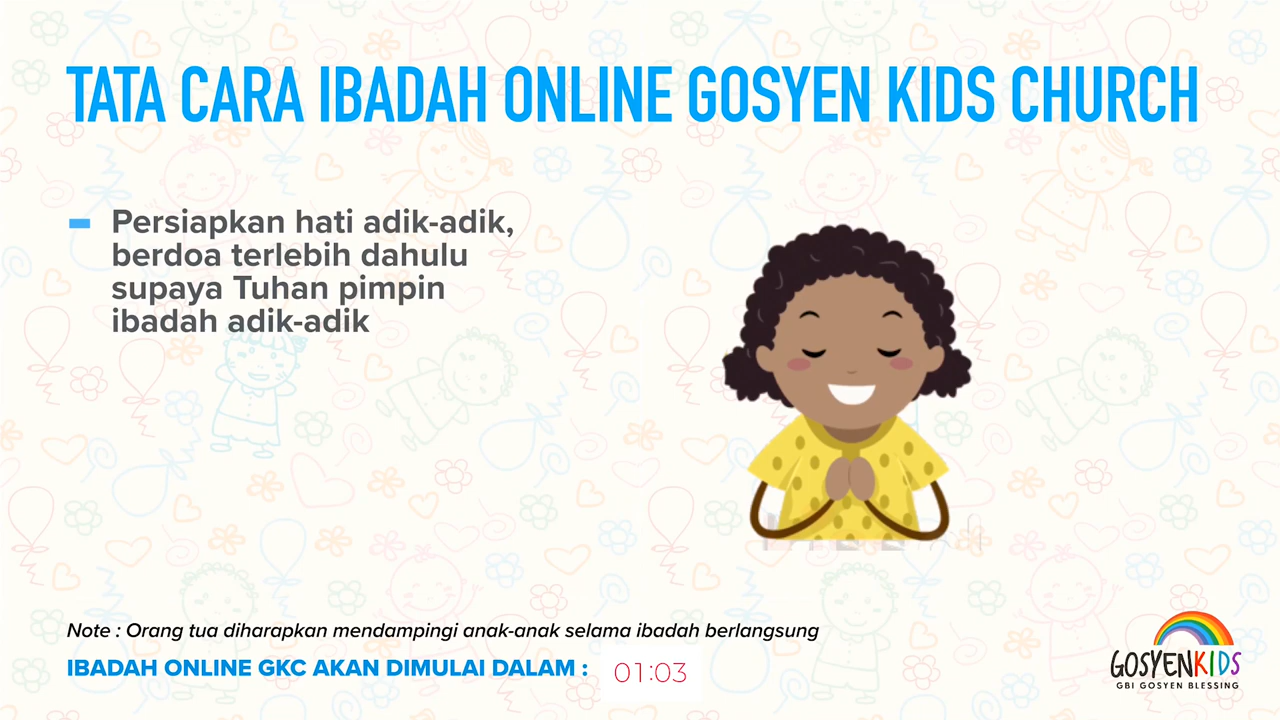 TATA CARA IBADAH ONLINE GOSYEN KIDS CHURCH
Persiapkan hati adik-adik,
berdoa terlebih dahulu
supaya Tuhan pimpin
ibadah adik-adik
Note : Orang tua diharapkan mendampingi anak-anak selama ibadah berlangsung
IBADAH ONLINE GKC AKAN DIMULAI DALAM : 01:03
GOSYENKIDS
GBI GOSYEN BLESSING